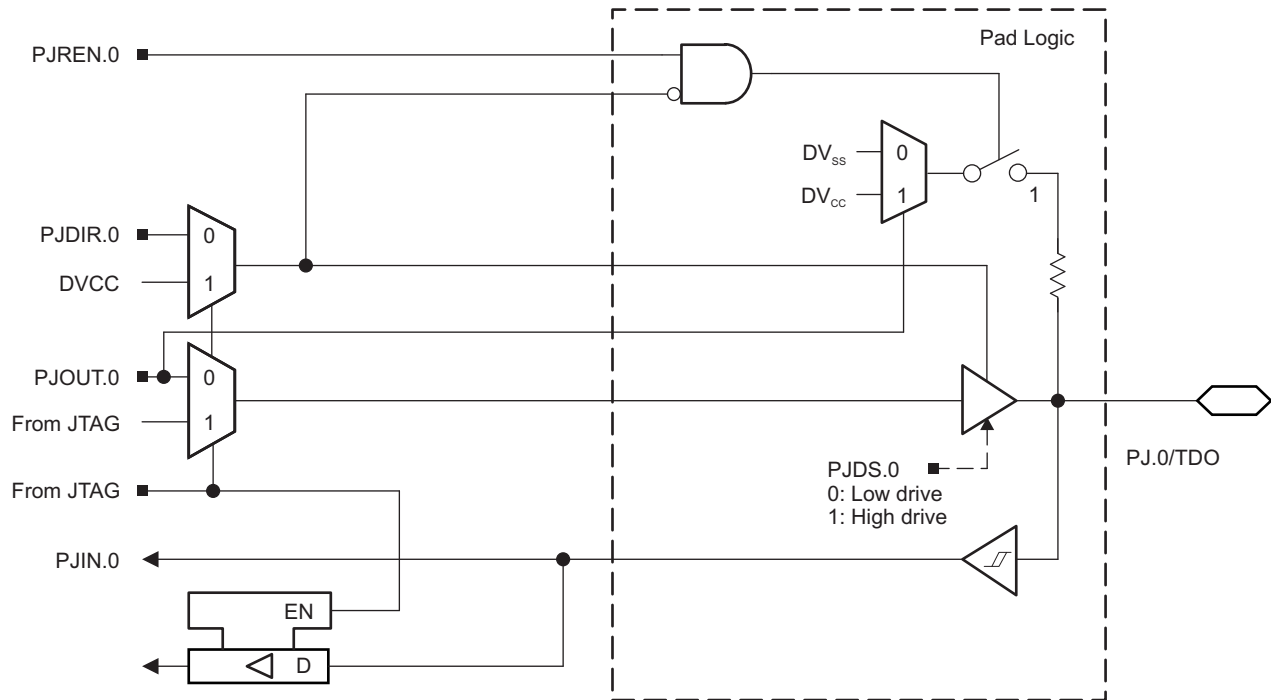 Pad Logic
PJREN.0
DVSS
0
DVCC
1
1
PJDIR.0
0
DVCC
1
PJOUT.0
0
From JTAG
1
From JTAG
PJDS.0
0: Low drive
1: High drive
PJ.0/TDO
PJIN.0
EN
D